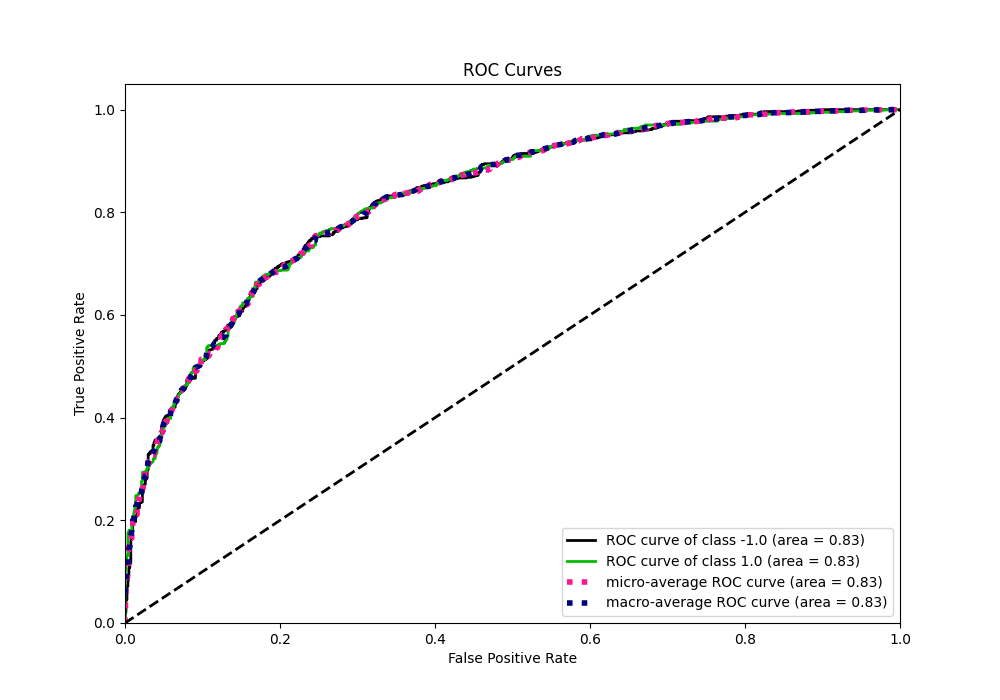 ROC Curves
True Positive Rate
1.0
0.8
0.6
0.4
0.2
0.0
0.0 0.2 0.4 0.6 0.8 1.0
False Positive Rate
ROC curve of class -1.0 (area = 0.83)
ROC curve of class 1.0 (area = 0.83)
micro-average ROC curve (area = 0.83)
macro-average ROC curve (area = 0.83)